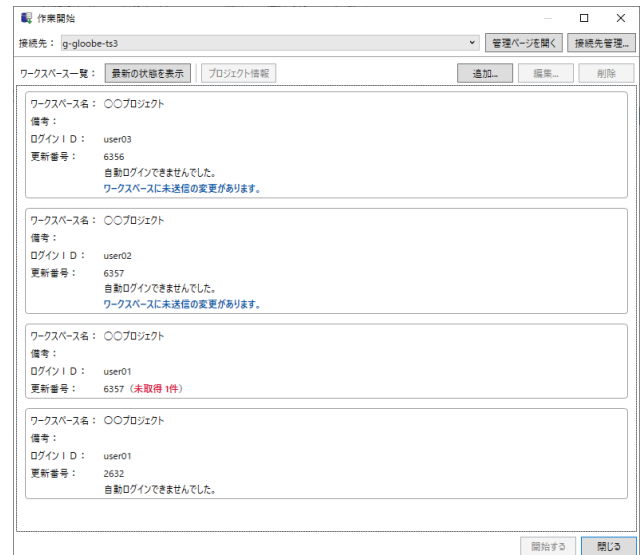 作業開始
接続先： g-gloobe-ts3 管理ページを開く 接続先管理...
ワークスペース一覧： 最新の状態を表示 プロジェクト情報 追加... 編集... 削除
ワークスペース名： 〇〇プロジェクト
備考：
ログインＩＤ： user03
更新番号： 6356
自動ログインできませんでした。
ワークスペースに未送信の変更があります。
ワークスペース名： 〇〇プロジェクト
備考：
ログインＩＤ： user02
更新番号： 6357
自動ログインできませんでした。
ワークスペースに未送信の変更があります。
ワークスペース名： 〇〇プロジェクト
備考：
ログインＩＤ： user01
更新番号： 6357（未取得 1件）
ワークスペース名： 〇〇プロジェクト
備考：
ログインＩＤ： user01
更新番号： 2632
自動ログインできませんでした。
開始する 閉じる